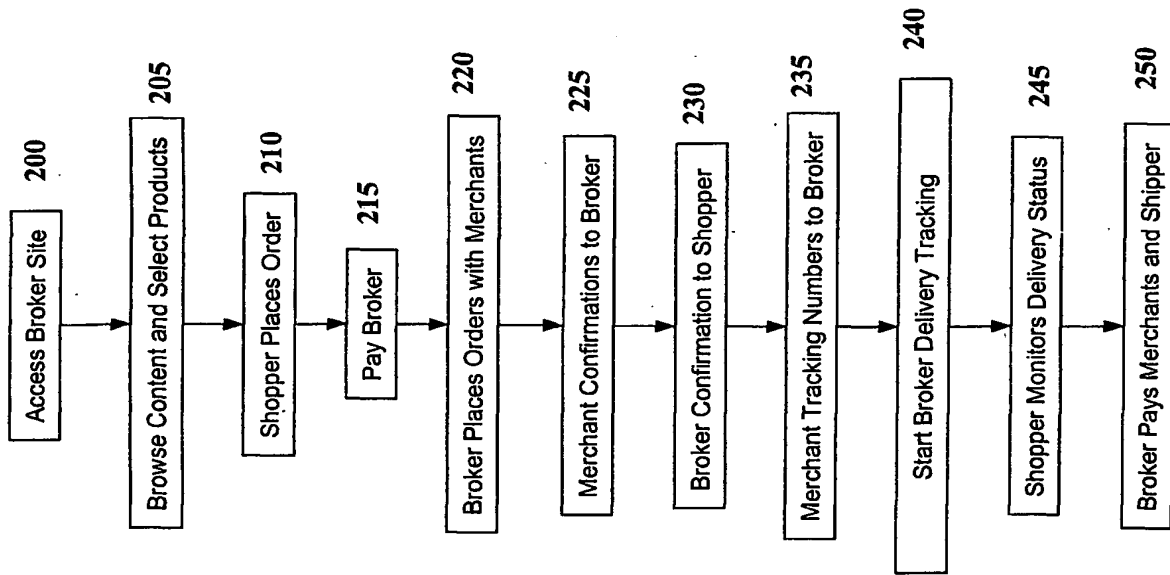 Access Broker Site
200
Browse Content and Select Products
205
Shopper Places Order
210
Pay Broker
215
Broker Places Orders with Merchants
220
Merchant Confirmations to Broker
225
Broker Confirmation to Shopper
230
Merchant Tracking Numbers to Broker
235
Start Broker Delivery Tracking
240
Shopper Monitors Delivery Status
245
Broker Pays Merchants and Shipper
250